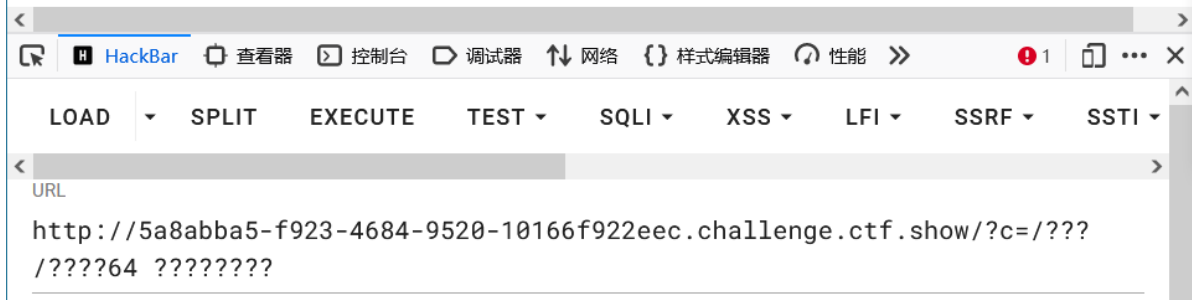 HackBar 查看器 控制台 调试器 网络 {} 样式编辑器 性能 1
LOAD SPLIT EXECUTE TEST SQLI XSS LFI SSRF SSTI
URL
http://5a8abba5-f923-4684-9520-10166f922eec.challenge.ctf.show/?c=/???
/????64 ????????